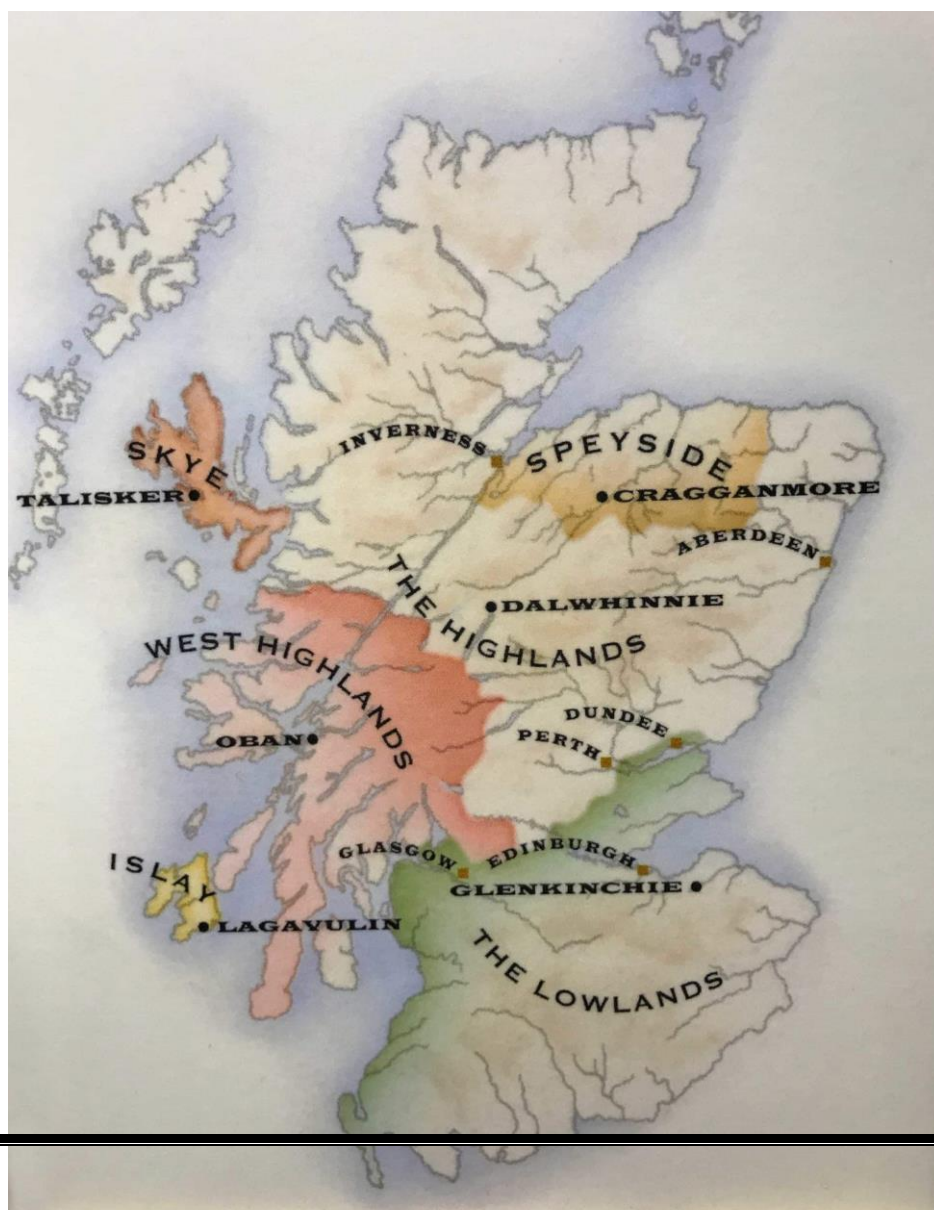 INVERNESS
SPEYSIDE
SKYE
TALISKER
CRAGGANMORE
ABERDEEN
THE HIGHLANDS
DALWHINNIE
WEST HIGHLANDS
DUNDEE
PERTH
OBAN
GLASGOW
EDINBURGH
ISLAY
GLENKINCHIE
LAGAVULIN
THE LOWLANDS